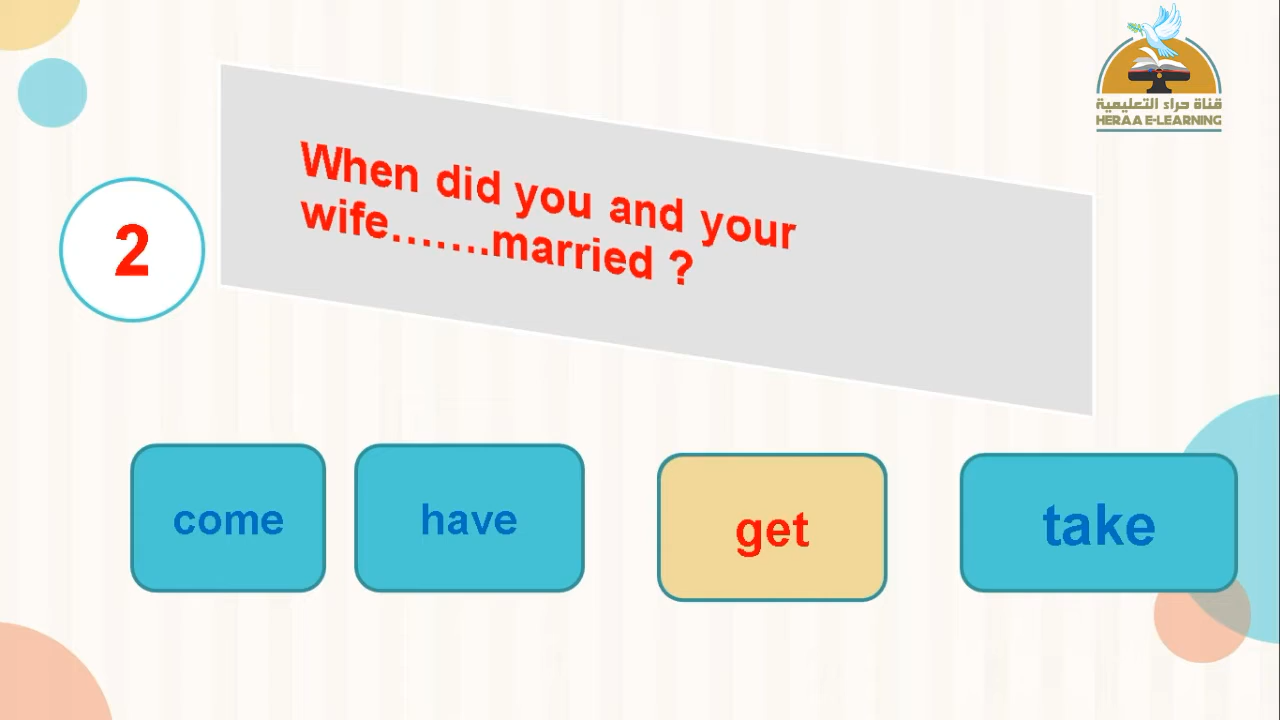 قناة حراء التعليمية
HERAA E-LEARNING
2
When did you and your
wife.......married ?
come
have
get
take